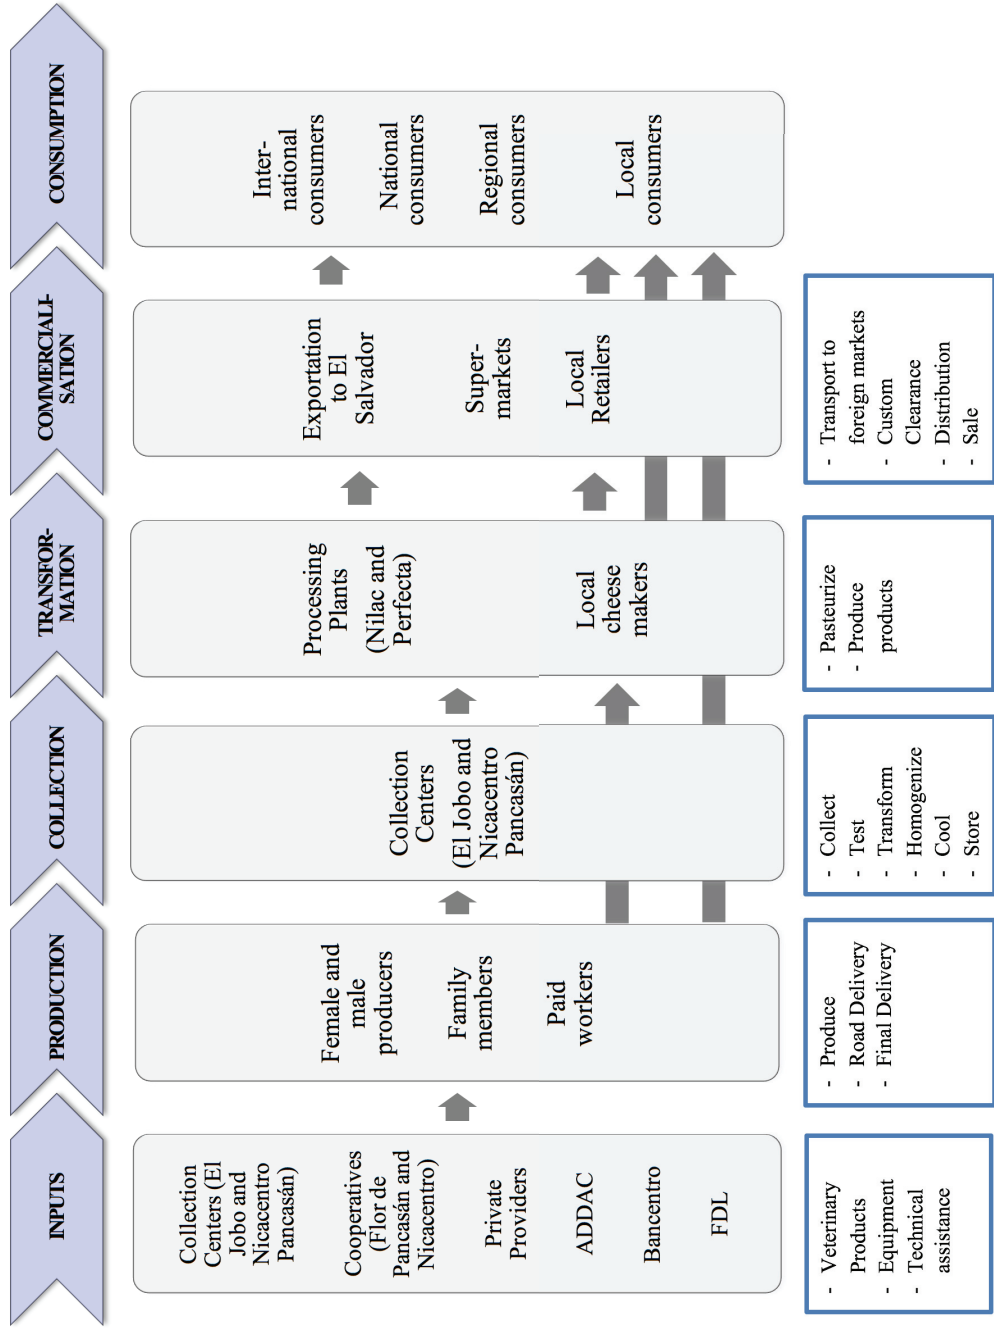 INPUTS
PRODUCTION
COLLECTION
TRANSFOR-
MATION
COMMERCIALI-
SATION
CONSUMPTION
Collection
Centers (El
Jobo and
Nicacentro
Pancasán)
Cooperatives
(Flor de
Pancasán and
Nicacentro)
Private
Providers
ADDAC
Bancentro
FDL
Female and
male
producers
Family
members
Paid
workers
Collection
Centers
(El Jobo and
Nicacentro
Pancasán)
Processing
Plants
(Nilac and
Perfecta)
Local
cheese
makers
Exportation
to El
Salvador
Super-
markets
Local
Retailers
Inter-
national
consumers
National
consumers
Regional
consumers
Local
consumers
- Veterinary
Products
- Equipment
- Technical
assistance
- Produce
- Road Delivery
- Final Delivery
- Collect
- Test
- Transform
- Homogenize
- Cool
- Store
- Pasteurize
- Produce
products
- Transport to
foreign markets
- Custom
Clearance
- Distribution
- Sale